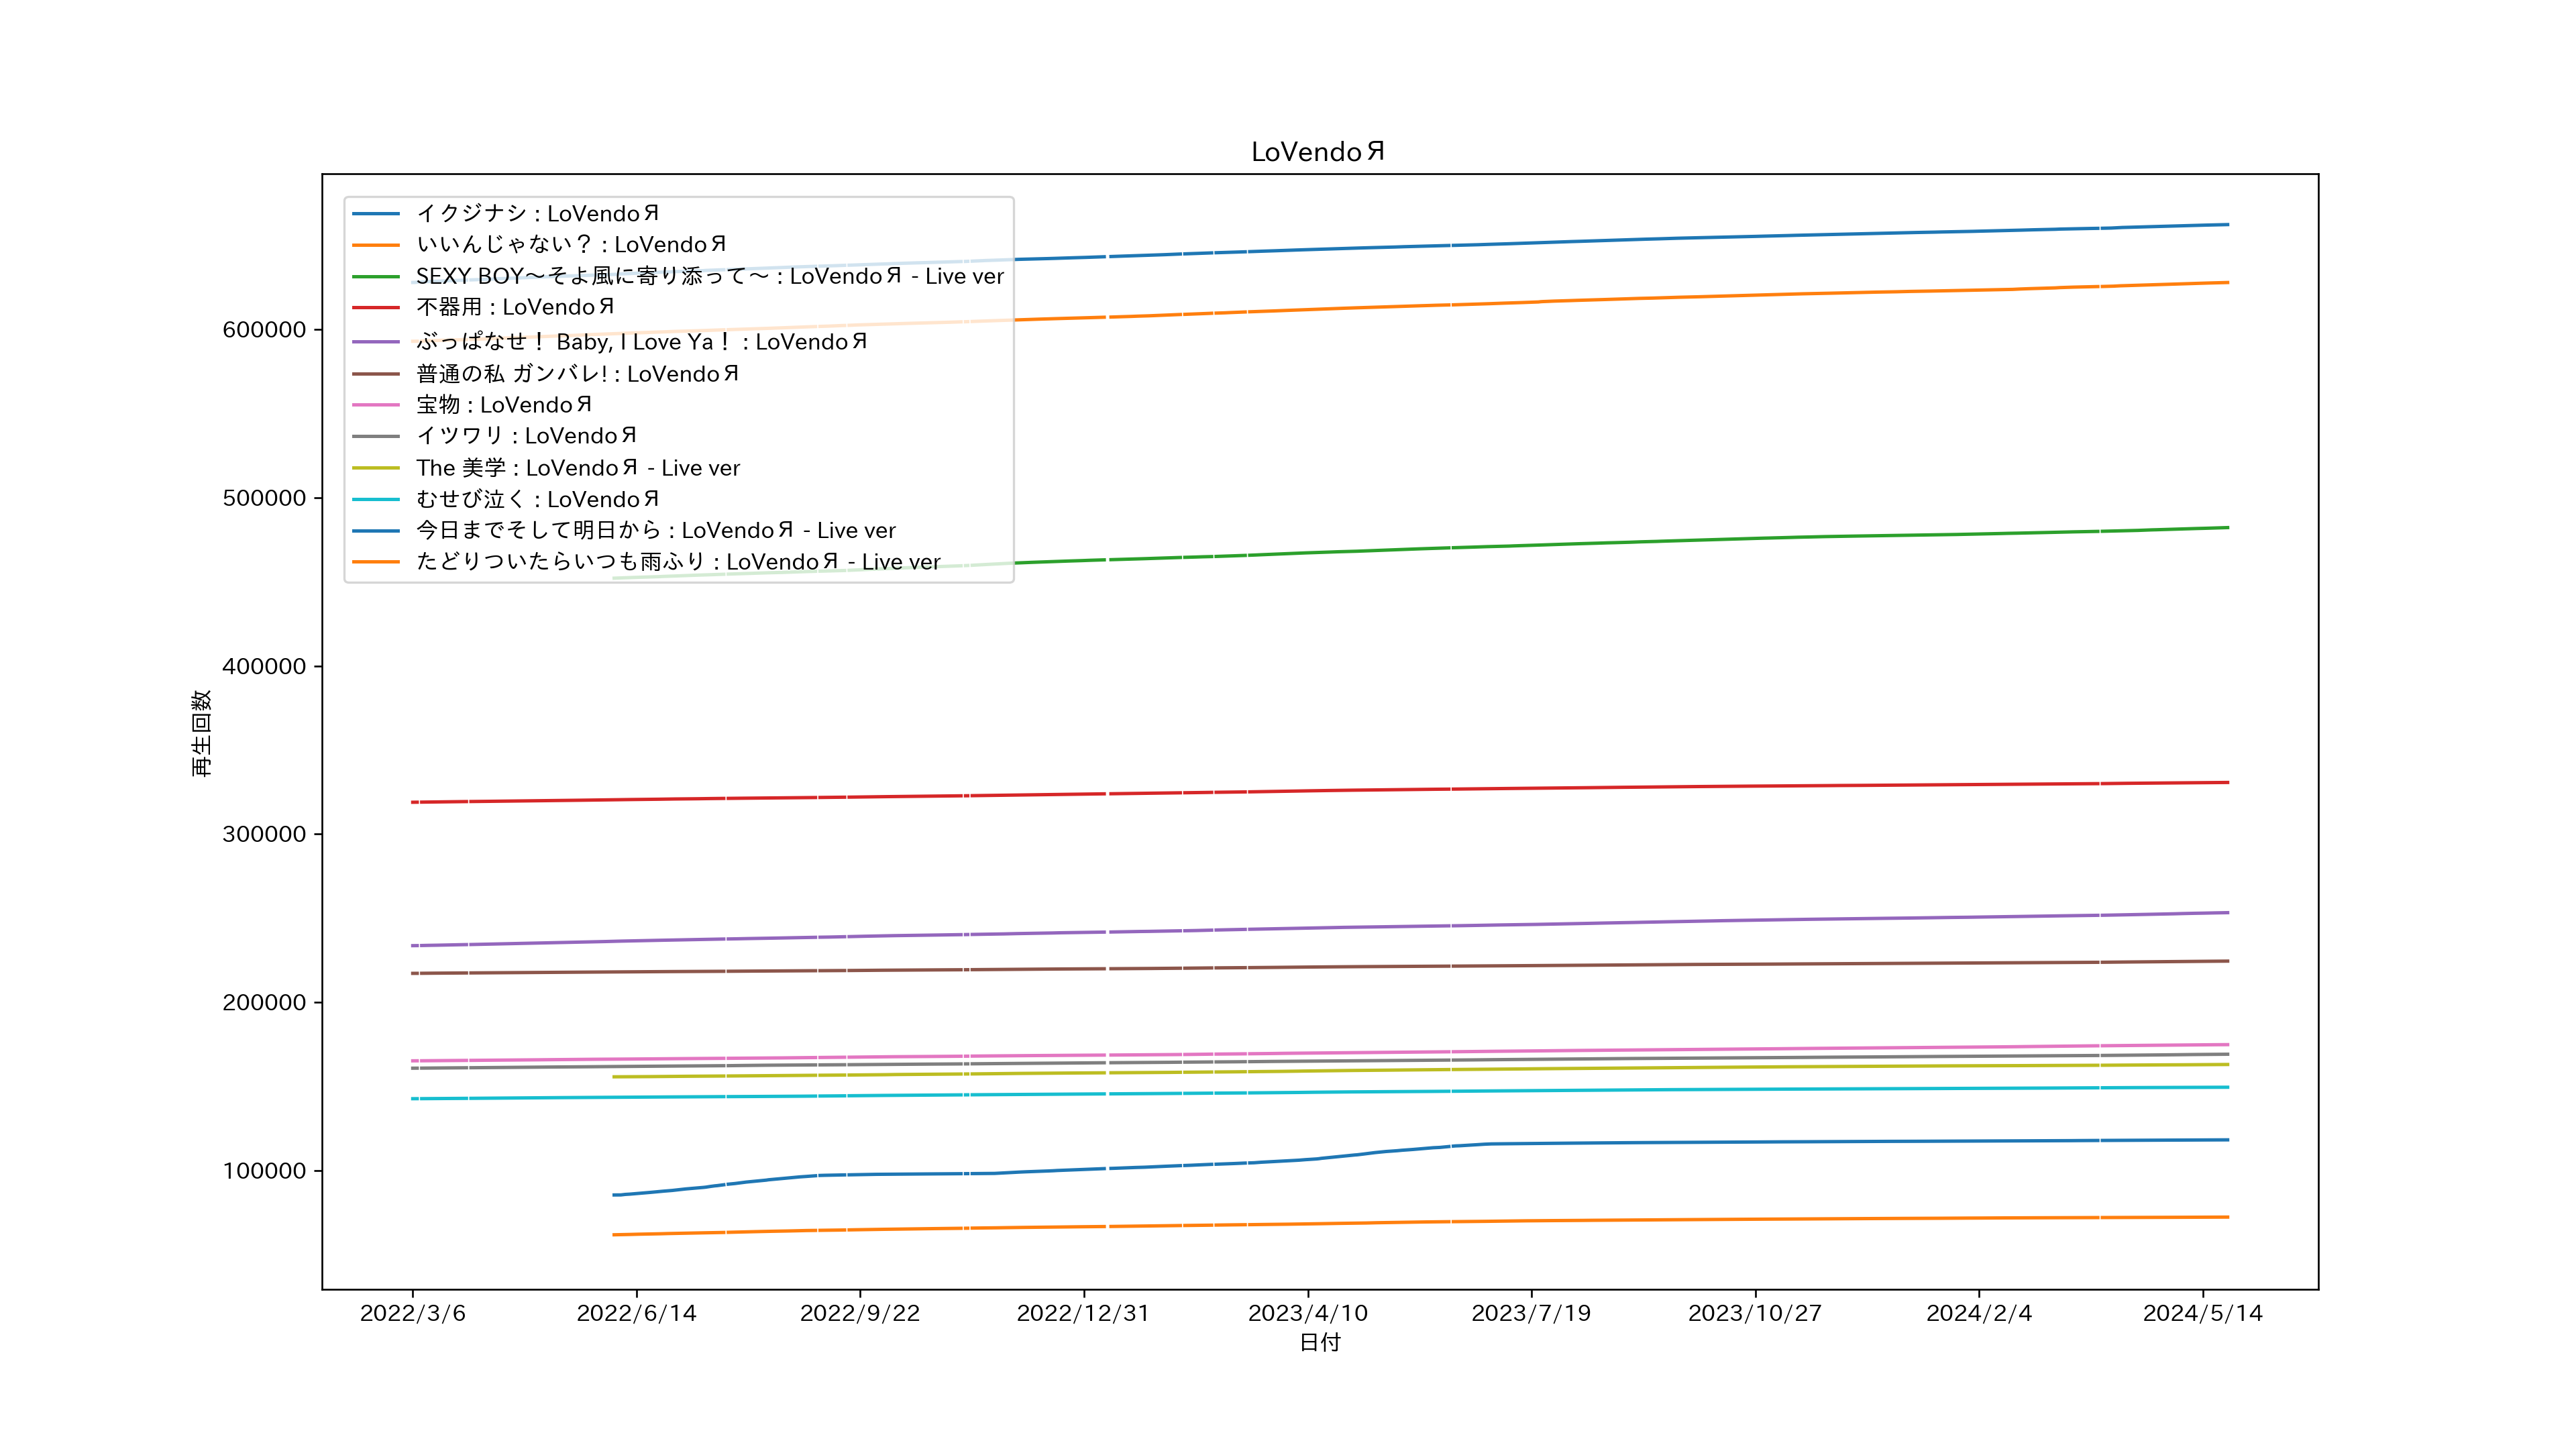 LoVendoЯ
イクジナシ : LoVendoЯ
いいんじゃない？ : LoVendoЯ
SEXY BOY～そよ風に寄り添って～ : LoVendoЯ - Live ver
不器用 : LoVendoЯ
ぶっぱなせ！ Baby, I Love Ya！ : LoVendoЯ
普通の私 ガンバレ! : LoVendoЯ
宝物 : LoVendoЯ
イツワリ : LoVendoЯ
The 美学 : LoVendoЯ - Live ver
むせび泣く : LoVendoЯ
今日までそして明日から : LoVendoЯ - Live ver
たどりついたらいつも雨ふり : LoVendoЯ - Live ver
600000
500000
400000
300000
200000
100000
再生回数
2022/3/6 2022/6/14 2022/9/22 2022/12/31 2023/4/10 2023/7/19 2023/10/27 2024/2/4 2024/5/14
日付